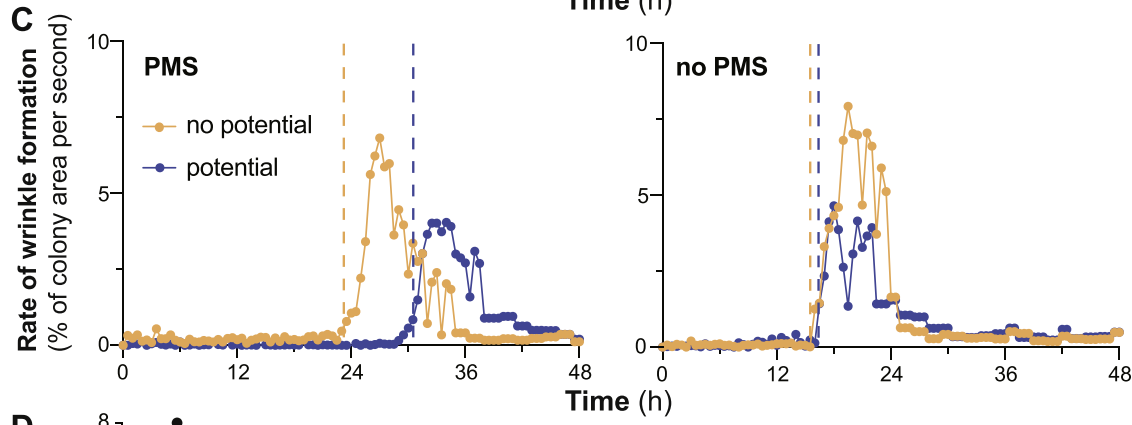 Time (h)
C
Rate of wrinkle formation
(% of colony area per second)
10
5
0
PMS
no potential
potential
0 12 24 36 48
10
5
0
no PMS
0 12 24 36 48
Time (h)
8